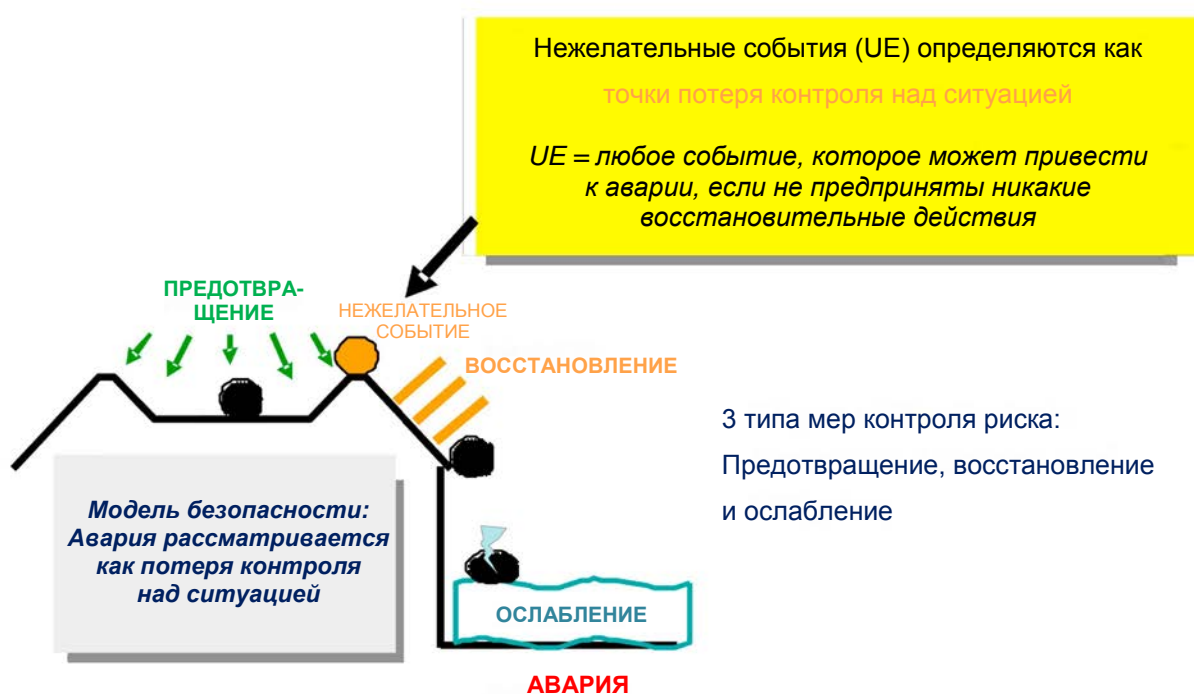 Нежелательные события (UE) определяются как
точки потеря контроля над ситуацией
UE = любое событие, которое может привести
к аварии, если не предприняты никакие
восстановительные действия
ПРЕДОТВРА-
ЩЕНИЕ
НЕЖЕЛАТЕЛЬНОЕ
СОБЫТИЕ
ВОССТАНОВЛЕНИЕ
3 типа мер контроля риска:
Предотвращение, восстановление
и ослабление
Модель безопасности:
Авария рассматривается
как потеря контроля
над ситуацией
ОСЛАБЛЕНИЕ
АВАРИЯ